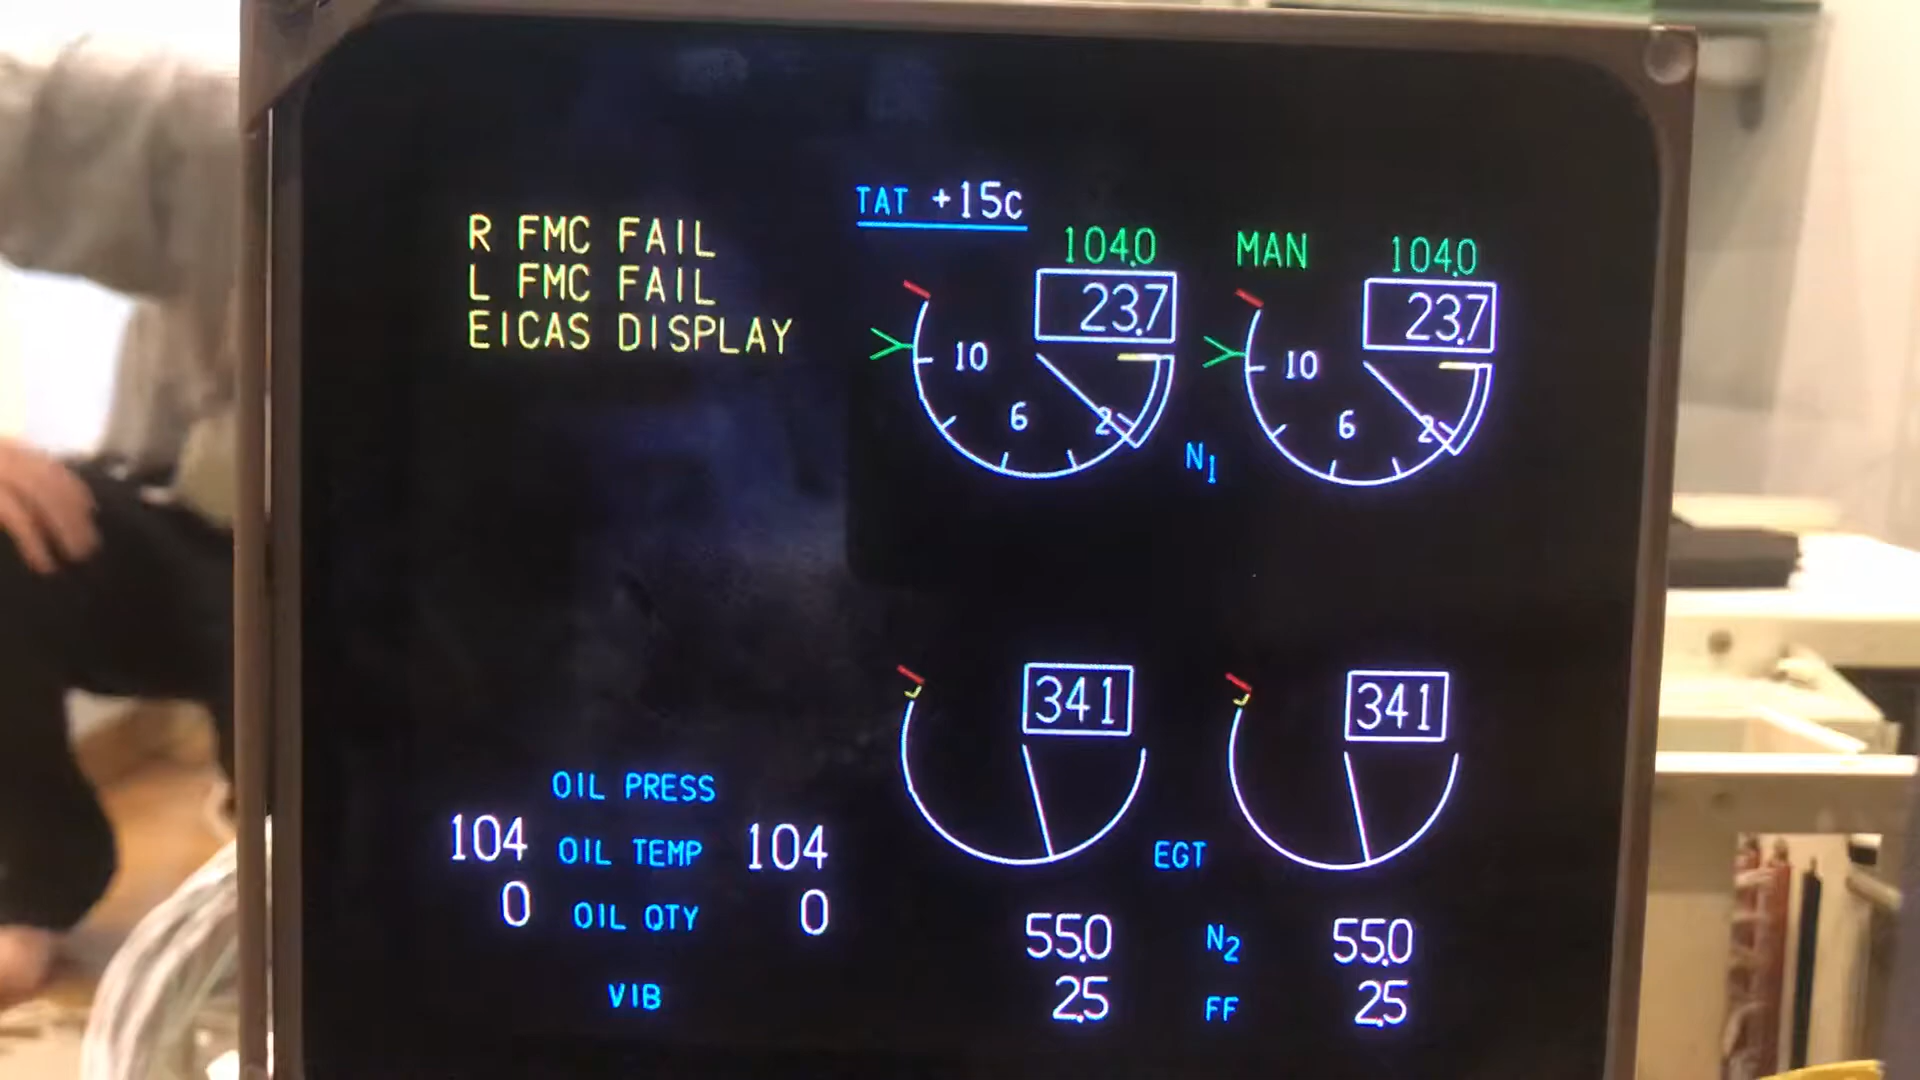 TAT +15c
R FMC FAIL
L FMC FAIL
EICAS DISPLAY
104.0 MAN 104.0
23.7 23.7
10 6 2 10 6 2
N1
341 341
EGT
OIL PRESS
104 OIL TEMP 104
0 OIL QTY 0
VIB
55.0 N2 55.0
2.5 FF 2.5